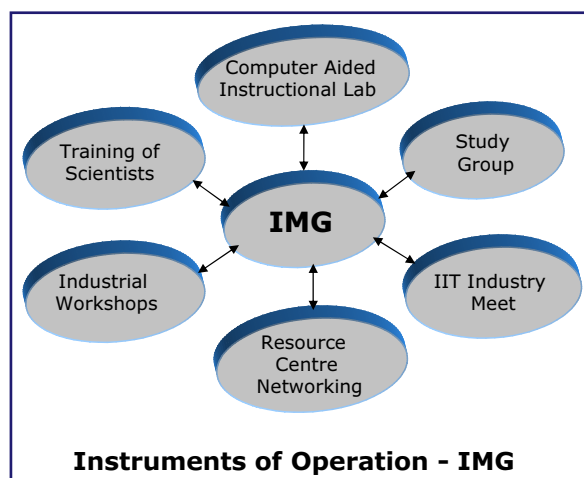 Computer Aided
Instructional Lab
Training of
Scientists
Study
Group
IMG
Industrial
Workshops
IIT Industry
Meet
Resource
Centre
Networking
Instruments of Operation - IMG